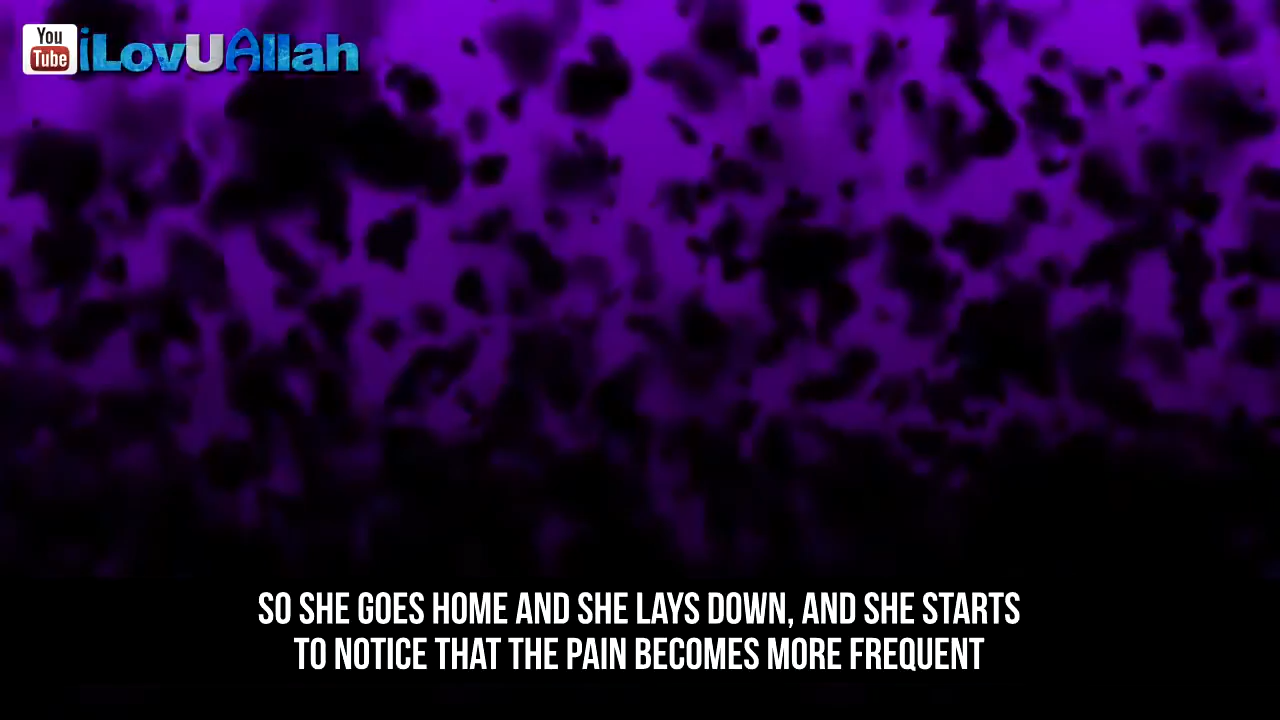 You
Tube
iLovUAllah
SO SHE GOES HOME AND SHE LAYS DOWN, AND SHE STARTS
TO NOTICE THAT THE PAIN BECOMES MORE FREQUENT